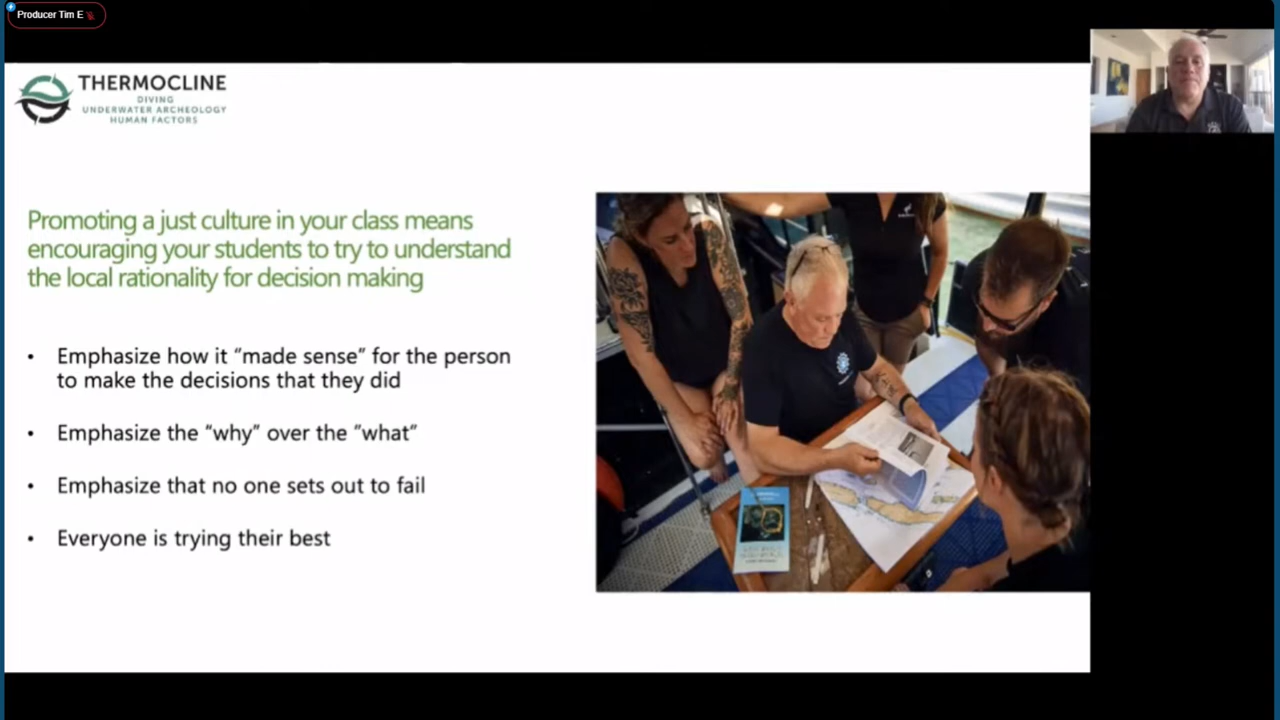 Producer Tim E
THERMOCLINE
DIVING
UNDERWATER ARCHEOLOGY
HUMAN FACTORS
Promoting a just culture in your class means
encouraging your students to try to understand
the local rationality for decision making
• Emphasize how it “made sense” for the person
to make the decisions that they did
• Emphasize the “why” over the “what”
• Emphasize that no one sets out to fail
• Everyone is trying their best